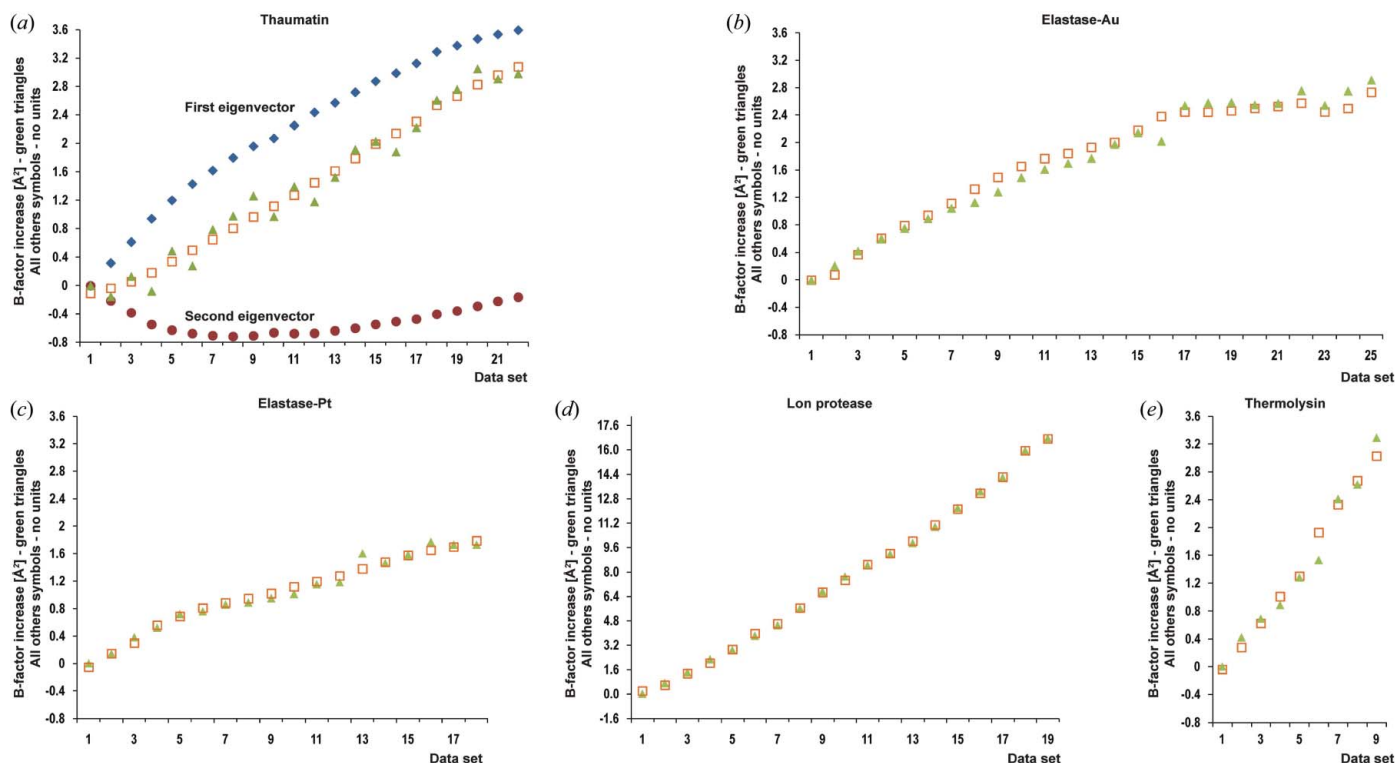 (a)
Thaumatin
B-factor increase [Å²] - green triangles
All others symbols - no units
3.6
3.2
2.8
2.4
2
1.6
1.2
0.8
0.4
0
-0.4
-0.8
First eigenvector
Second eigenvector
1 3 5 7 9 11 13 15 17 19 21
Data set
(b)
Elastase-Au
B-factor increase [Å²] - green triangles
All others symbols - no units
3.6
3.2
2.8
2.4
2
1.6
1.2
0.8
0.4
0
-0.4
-0.8
1 3 5 7 9 11 13 15 17 19 21 23 25
Data set
(c)
Elastase-Pt
B-factor increase [Å²] - green triangles
All others symbols - no units
3.6
3.2
2.8
2.4
2
1.6
1.2
0.8
0.4
0
-0.4
-0.8
1 3 5 7 9 11 13 15 17
Data set
(d)
Lon protease
B-factor increase [Å²] - green triangles
All others symbols - no units
17.6
16.0
14.4
12.8
11.2
9.6
8.0
6.4
4.8
3.2
1.6
0.0
-1.6
1 3 5 7 9 11 13 15 17 19
Data set
(e)
Thermolysin
B-factor increase [Å²] - green triangles
All others symbols - no units
3.6
3.2
2.8
2.4
2
1.6
1.2
0.8
0.4
0
-0.4
-0.8
1 3 5 7 9
Data set